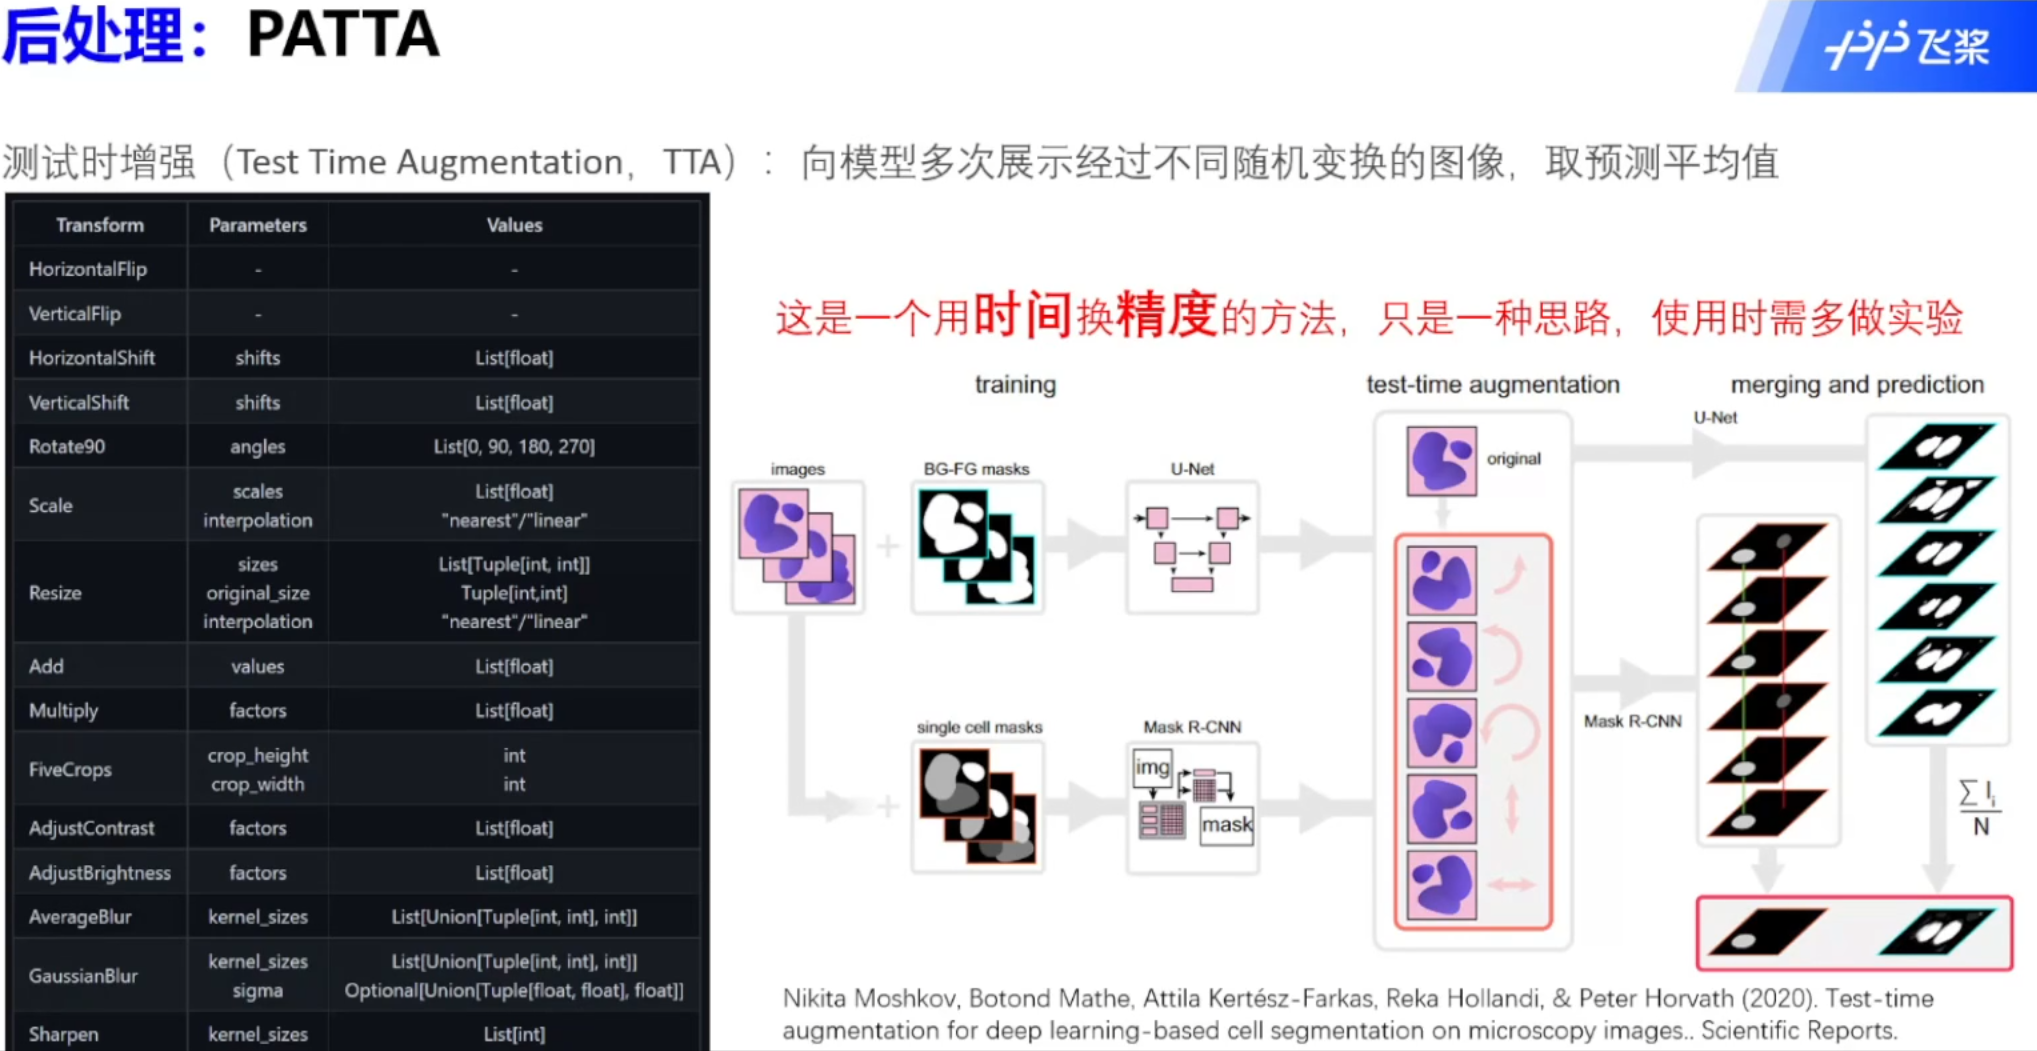 后处理：PATTA
飞桨
测试时增强（Test Time Augmentation，TTA）：向模型多次展示经过不同随机变换的图像，取预测平均值
Transform Parameters Values
HorizontalFlip - -
VerticalFlip - -
HorizontalShift shifts List[float]
VerticalShift shifts List[float]
Rotate90 angles List[0, 90, 180, 270]
Scale
scales List[float]
interpolation "nearest"/"linear"
Resize
sizes List[Tuple[int, int]]
original_size Tuple[int,int]
interpolation "nearest"/"linear"
Add values List[float]
Multiply factors List[float]
FiveCrops
crop_height int
crop_width int
AdjustContrast factors List[float]
AdjustBrightness factors List[float]
AverageBlur kernel_sizes List[Union[Tuple[int, int], int]]
GaussianBlur
kernel_sizes List[Union[Tuple[int, int], int]]
sigma Optional[Union[Tuple[float, float], float]]
Sharpen kernel_sizes List[int]
这是一个用时间换精度的方法，只是一种思路，使用时需多做实验
training
test-time augmentation
merging and prediction
images
+
BG-FG masks
U-Net
original
U-Net
+
single cell masks
Mask R-CNN
img
mask
Mask R-CNN
∑ Iᵢ
N
Nikita Moshkov, Botond Mathe, Attila Kertész-Farkas, Reka Hollandi, & Peter Horvath (2020). Test-time
augmentation for deep learning-based cell segmentation on microscopy images.. Scientific Reports.